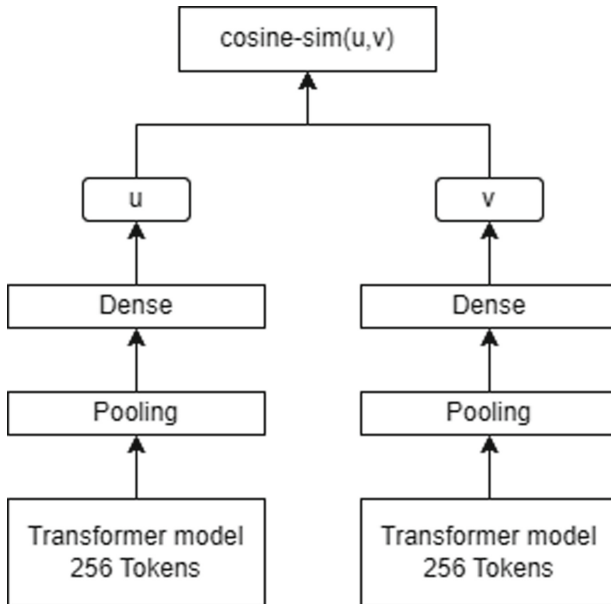 cosine-sim(u,v)
u
v
Dense
Dense
Pooling
Pooling
Transformer model
256 Tokens
Transformer model
256 Tokens